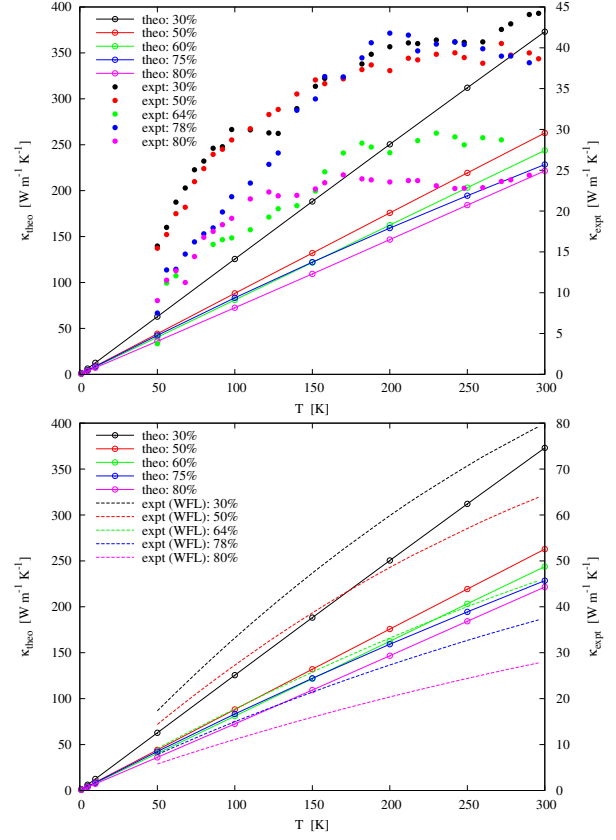 400
350
300
250
200
150
100
50
0
κtheo [W m⁻¹ K⁻¹]
45
40
35
30
25
20
15
10
5
0
κexpt [W m⁻¹ K⁻¹]
theo: 30%
theo: 50%
theo: 60%
theo: 75%
theo: 80%
expt: 30%
expt: 50%
expt: 64%
expt: 78%
expt: 80%
0 50 100 150 200 250 300
T [K]
400
350
300
250
200
150
100
50
0
κtheo [W m⁻¹ K⁻¹]
80
70
60
50
40
30
20
10
0
κexpt [W m⁻¹ K⁻¹]
theo: 30%
theo: 50%
theo: 60%
theo: 75%
theo: 80%
expt (WFL): 30%
expt (WFL): 50%
expt (WFL): 64%
expt (WFL): 78%
expt (WFL): 80%
0 50 100 150 200 250 300
T [K]